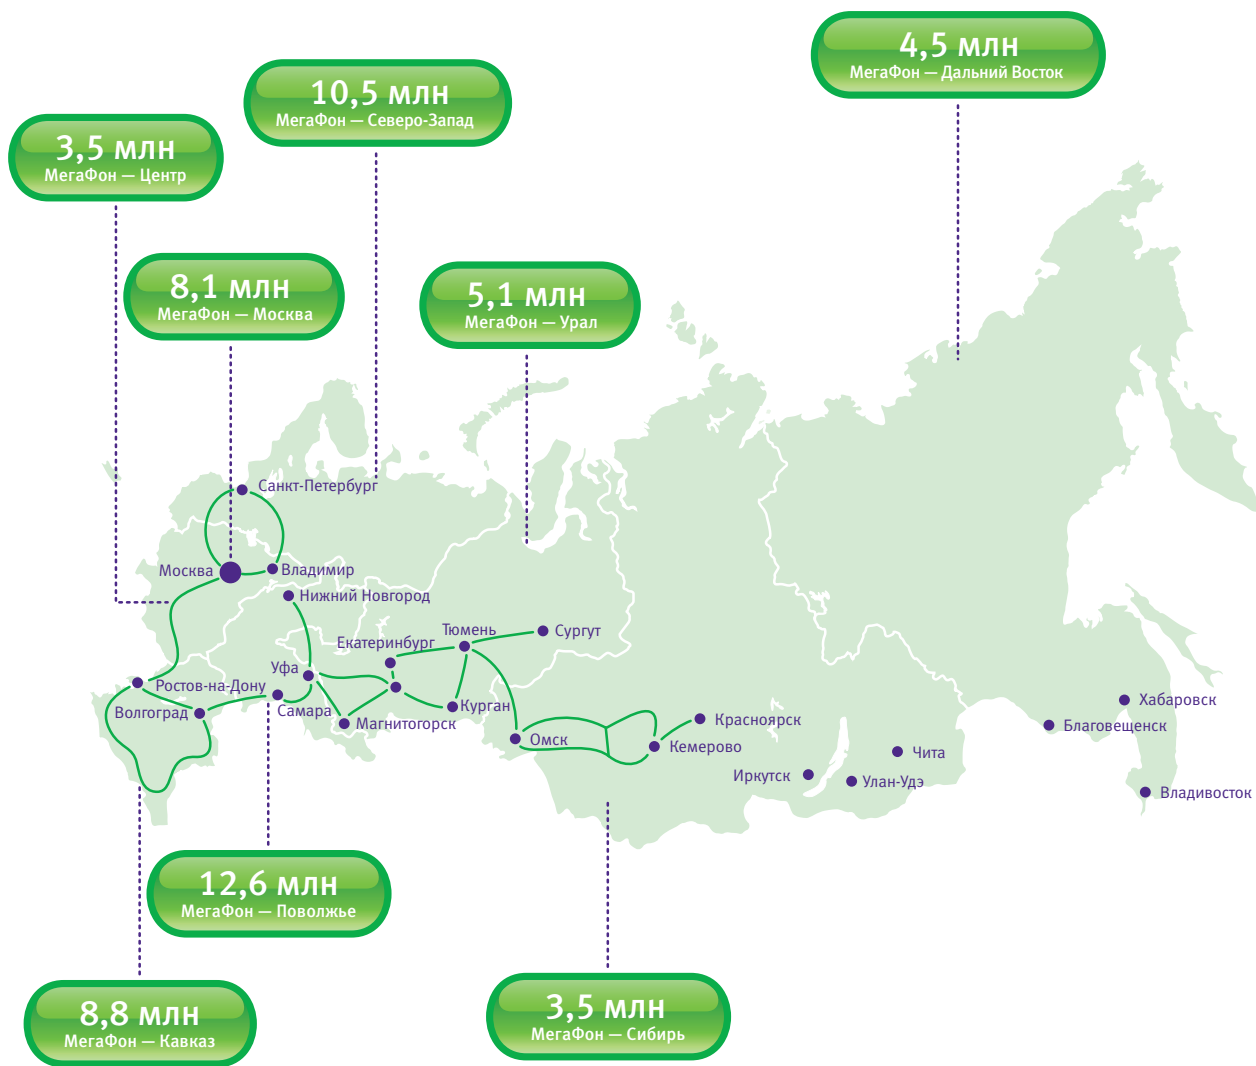 4,5 млн
МегаФон — Дальний Восток
10,5 млн
МегаФон — Северо-Запад
3,5 млн
МегаФон — Центр
8,1 млн
МегаФон — Москва
5,1 млн
МегаФон — Урал
Санкт-Петербург
Москва
Владимир
Нижний Новгород
Тюмень
Сургут
Екатеринбург
Уфа
Ростов-на-Дону
Волгоград
Самара
Магнитогорск
Курган
Омск
Красноярск
Кемерово
Иркутск
Чита
Улан-Удэ
Хабаровск
Благовещенск
Владивосток
12,6 млн
МегаФон — Поволжье
8,8 млн
МегаФон — Кавказ
3,5 млн
МегаФон — Сибирь